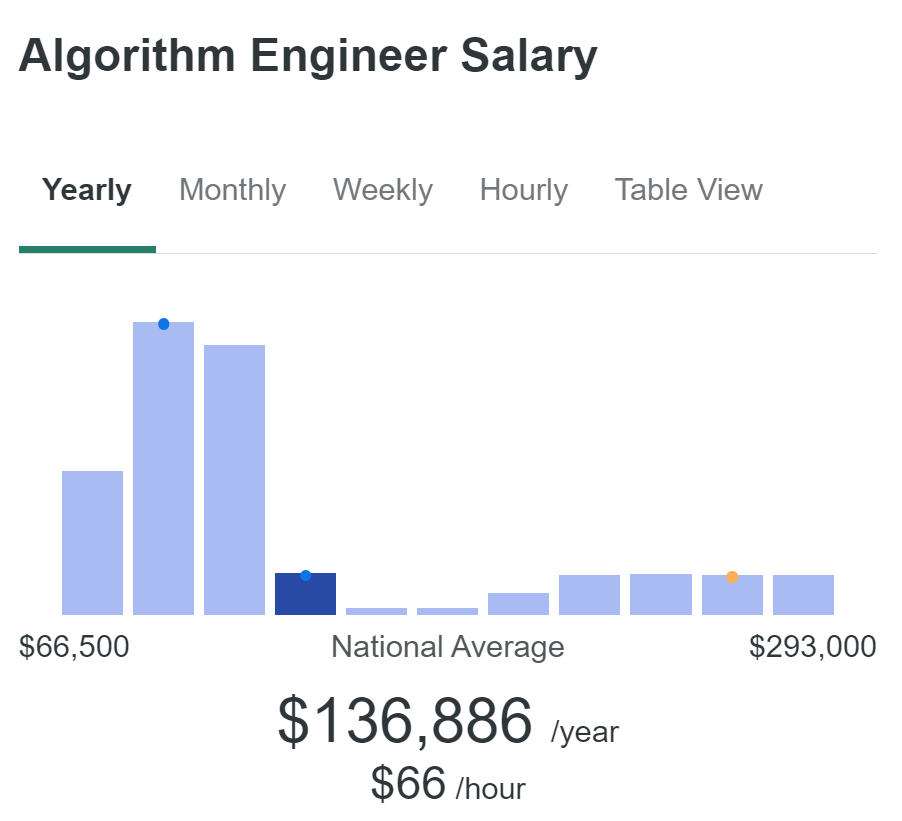 Algorithm Engineer Salary
Yearly Monthly Weekly Hourly Table View
$66,500 National Average $293,000
$136,886 /year
$66 /hour